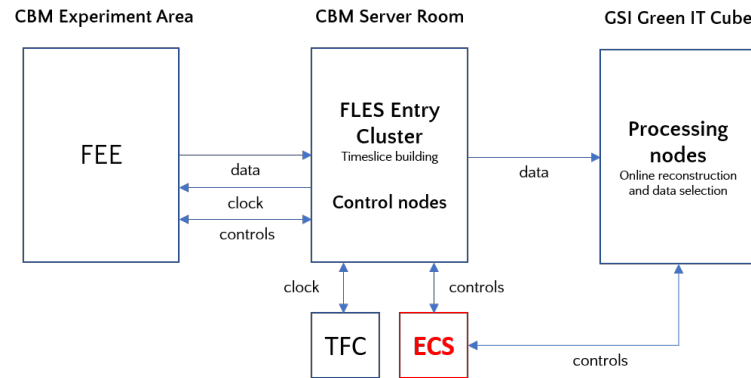 CBM Experiment Area
CBM Server Room
GSI Green IT Cube
FEE
data
clock
controls
FLES Entry
Cluster
Timeslice building
Control nodes
data
Processing
nodes
Online reconstruction
and data selection
clock
controls
TFC
ECS
controls